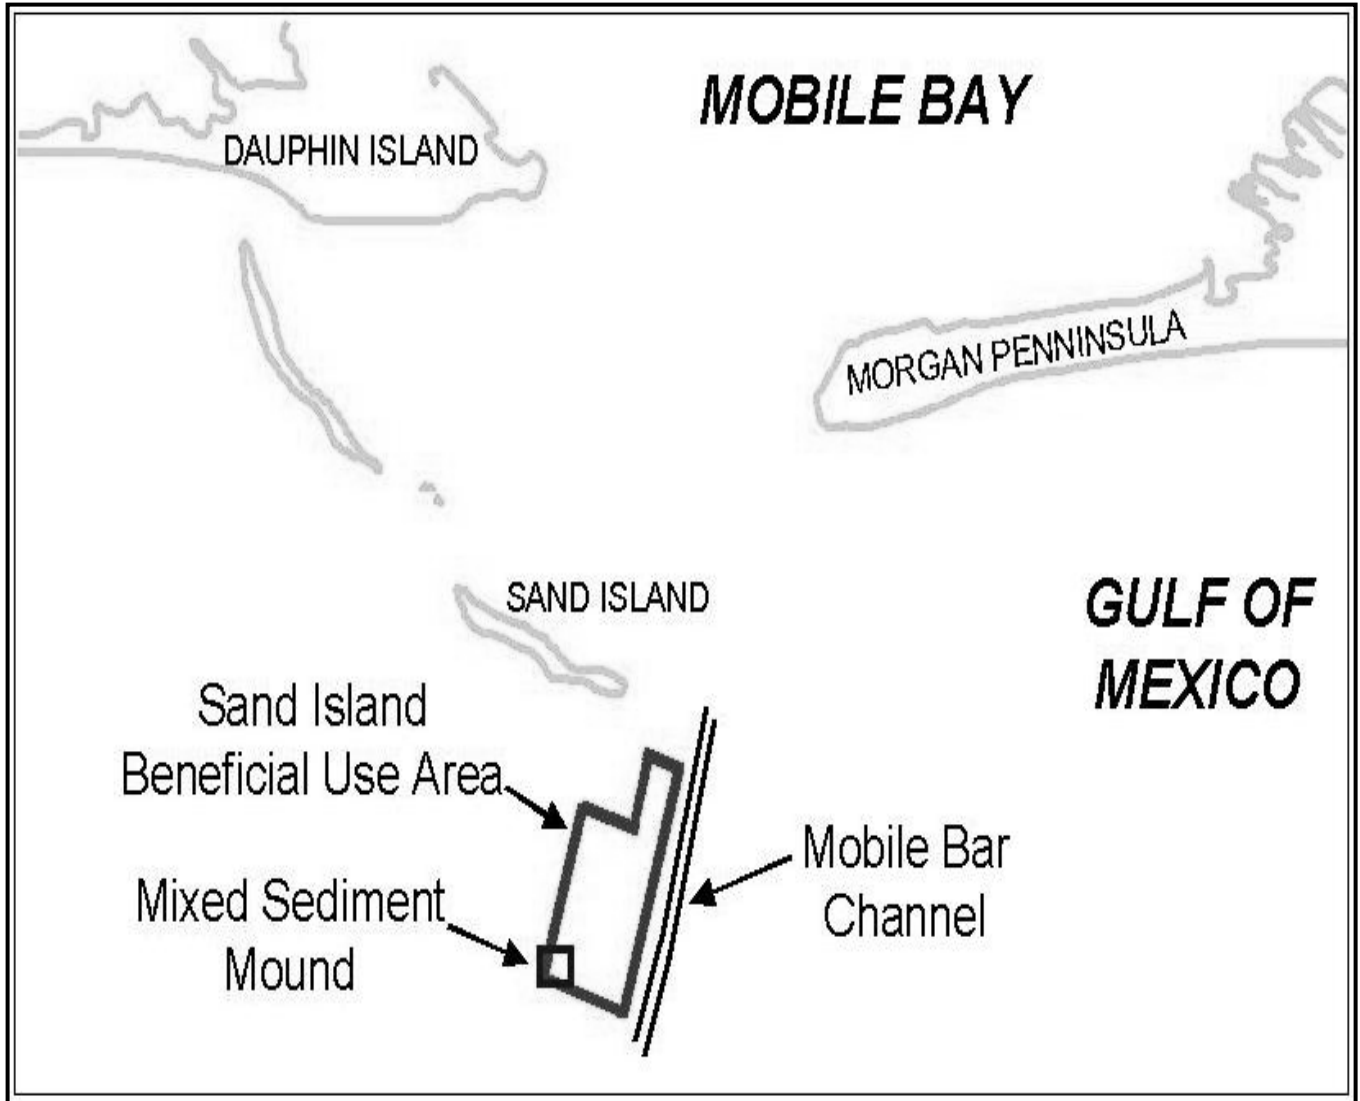 MOBILE BAY
DAUPHIN ISLAND
MORGAN PENNINSULA
SAND ISLAND
GULF OF
MEXICO
Sand Island
Beneficial Use Area
Mobile Bar
Channel
Mixed Sediment
Mound